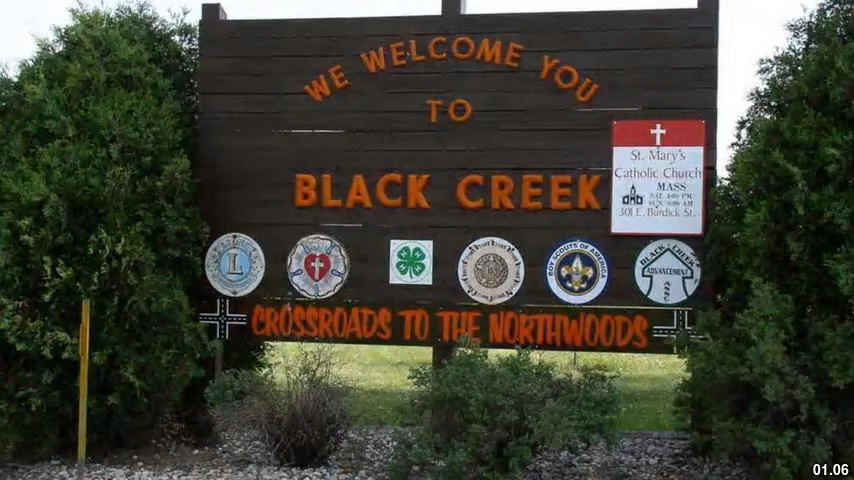 WE WELCOME YOU
TO
BLACK CREEK
St. Mary's
Catholic Church
MASS
SAT. 4:00 PM
SUN. 9:00 AM
301 E. Burdick St.
L
BOY SCOUTS OF AMERICA
BLACK CREEK
ADVANCEMENT
ASSC.
CROSSROADS TO THE NORTHWOODS
01.06